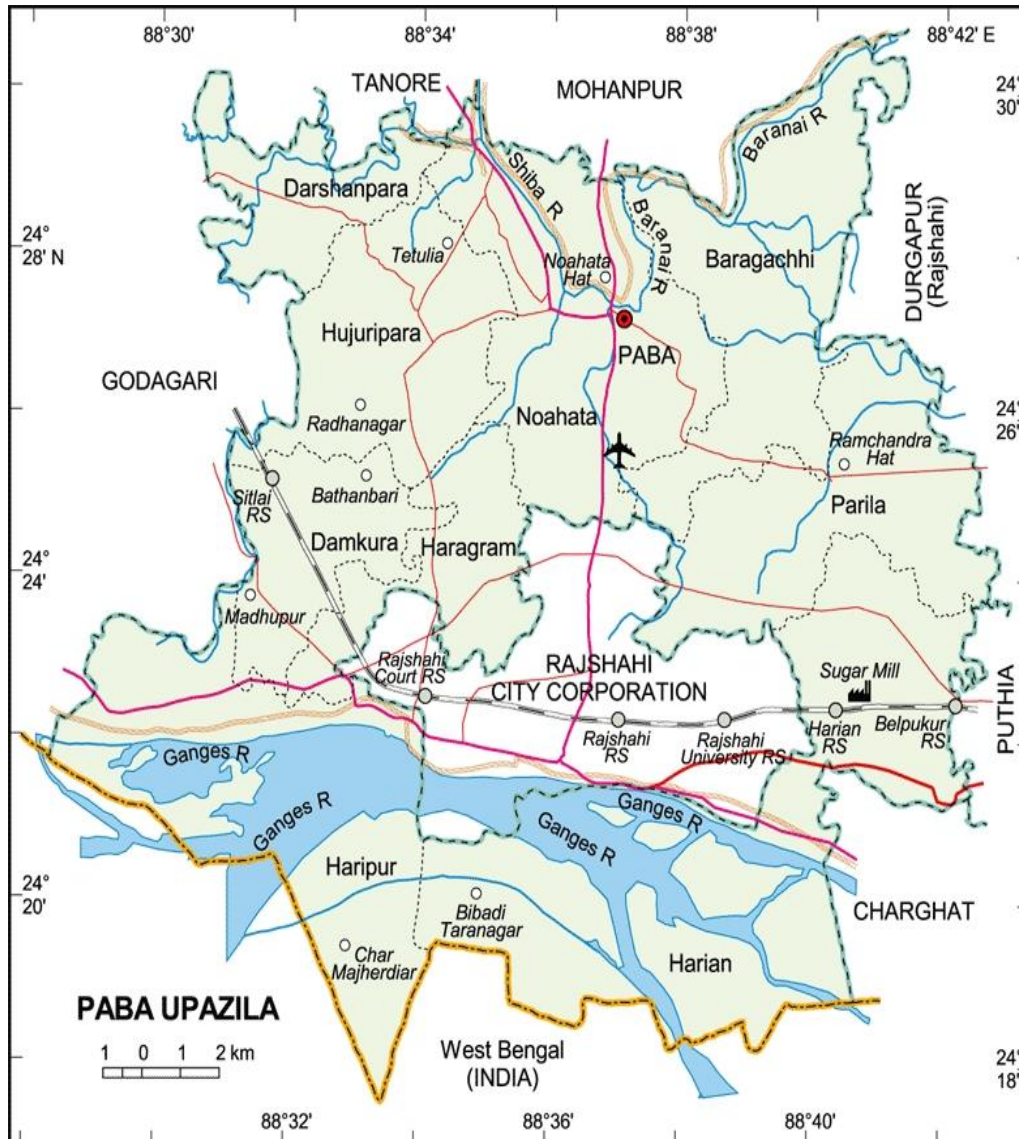 88°30'
88°34'
88°38'
88°42' E
TANORE
MOHANPUR
24°
30'
Baranai R
Shiba R
Darshanpara
Baranai R
24°
28' N
Tetulia
Noahata
Hat
Baragachhi
DURGAPUR
(Rajshahi)
Hujuripara
PABA
GODAGARI
Radhanagar
Noahata
24°
26'
Ramchandra
Hat
Sitlai
RS
Bathanbari
Parila
Damkura
Haragram
24°
24'
Madhupur
Rajshahi
Court RS
RAJSHAHI
CITY CORPORATION
Sugar Mill
PUTHIA
Rajshahi
RS
Rajshahi
University RS
Harian
RS
Belpukur
RS
Ganges R
Ganges R
Ganges R
Ganges R
Haripur
24°
20'
Bibadi
Taranagar
CHARGHAT
Char
Majherdiar
Harian
PABA UPAZILA
1 0 1 2 km
West Bengal
(INDIA)
24°
18'
88°32'
88°36'
88°40'